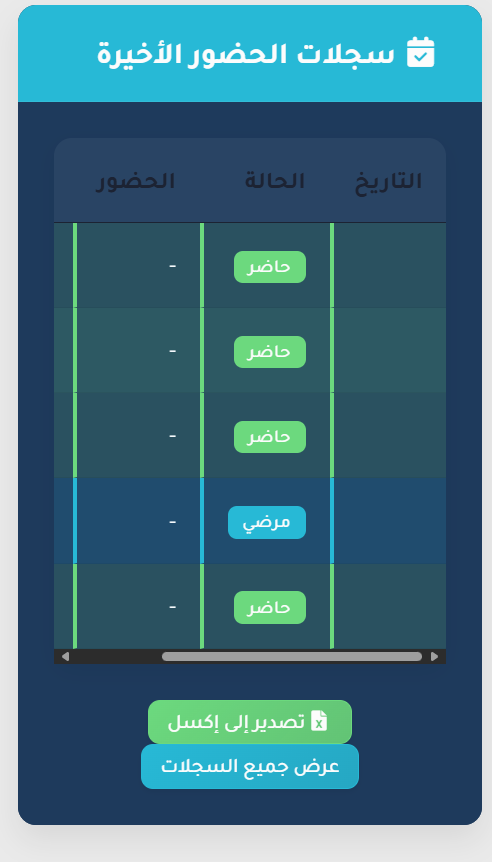 سجلات الحضور الأخيرة
التاريخ الحالة الحضور
حاضر -
حاضر -
حاضر -
مرضي -
حاضر -
تصدير إلى إكسل
عرض جميع السجلات